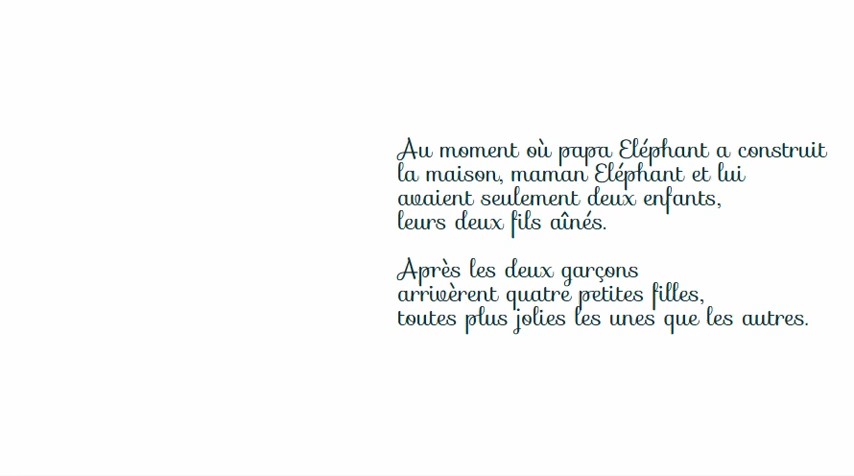 Au moment où papa Eléphant a construit
la maison, maman Eléphant et lui
avaient seulement deux enfants,
leurs deux fils aînés.
Après les deux garçons
arrivèrent quatre petites filles,
toutes plus jolies les unes que les autres.